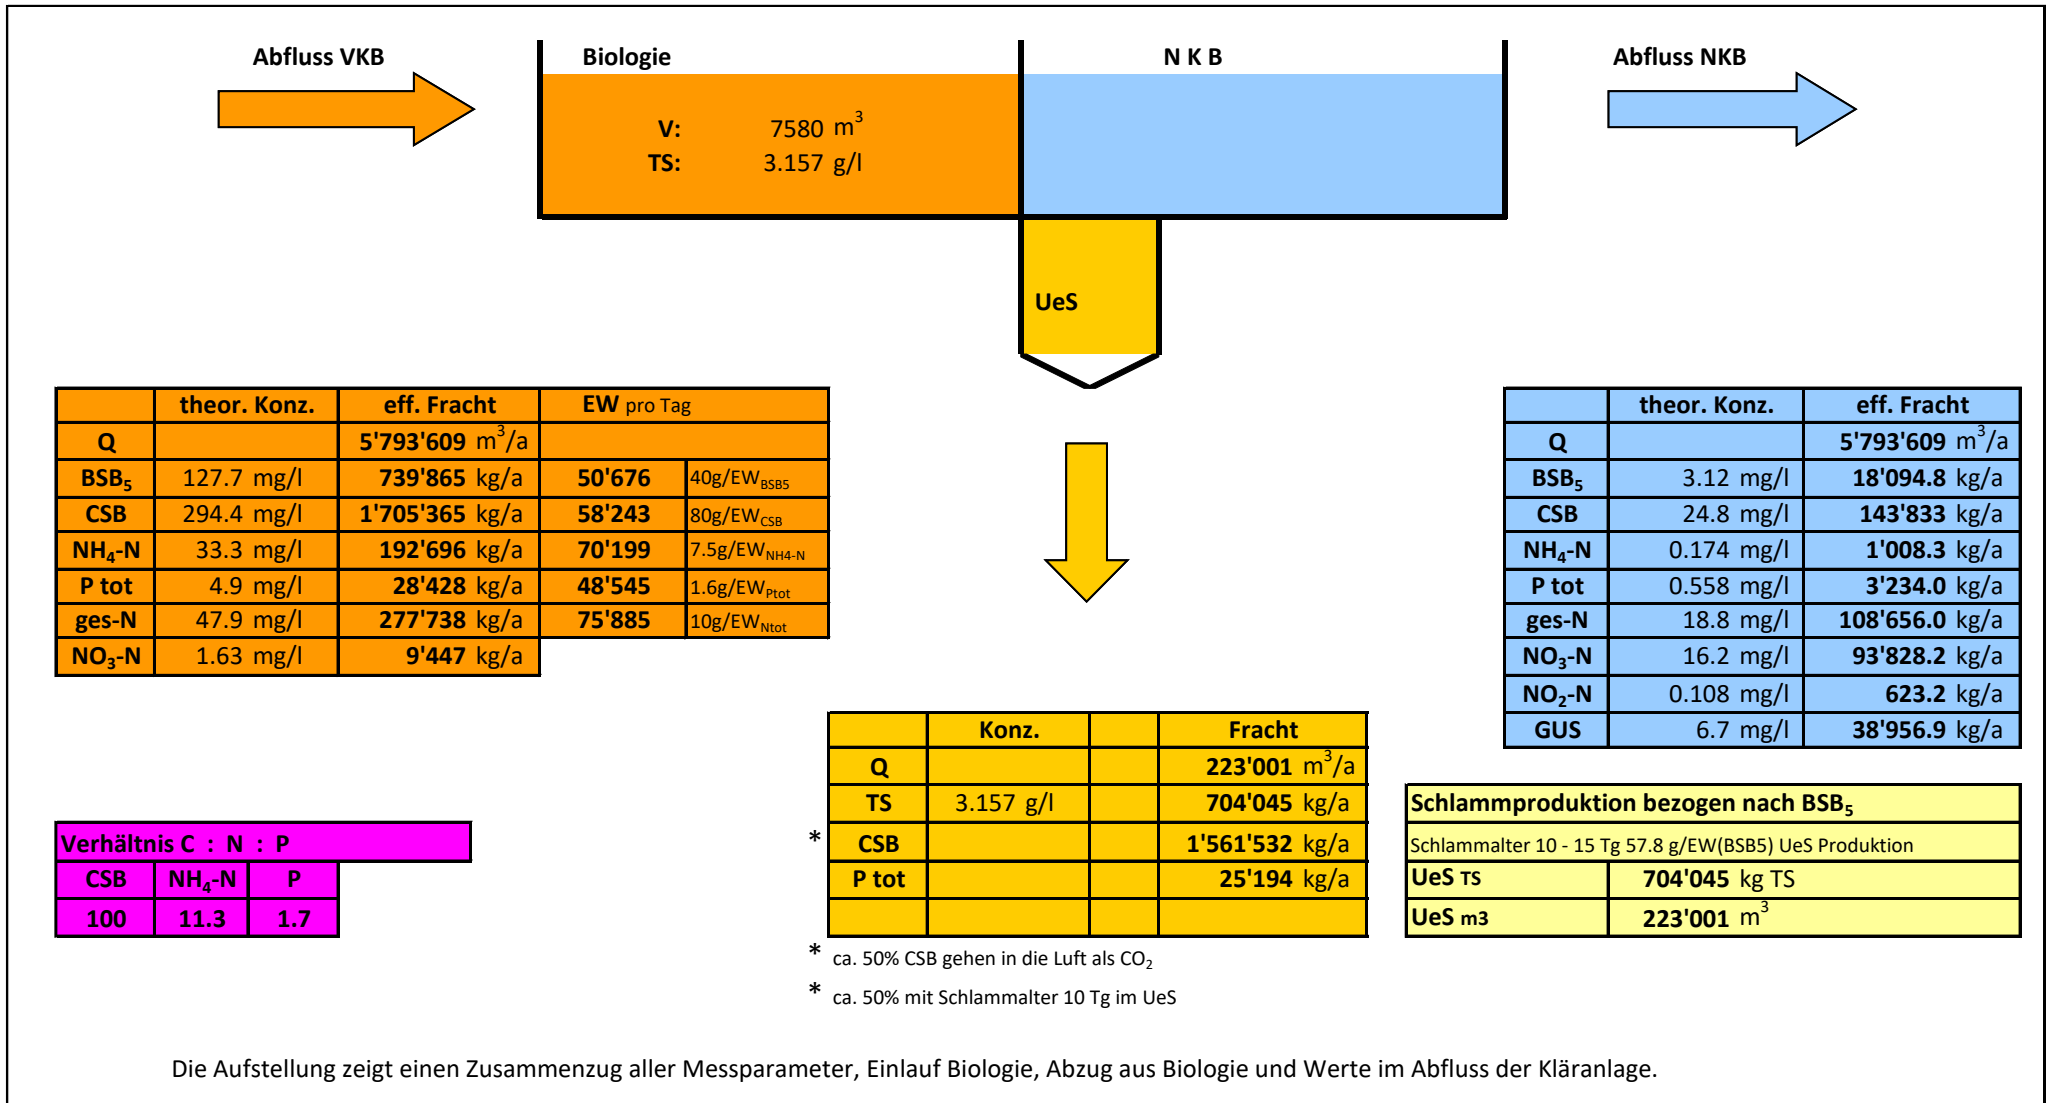 Abfluss VKB
Biologie
N K B
Abfluss NKB
V: 7580 m³
TS: 3.157 g/l
UeS
theor. Konz. eff. Fracht EW pro Tag
Q 5'793'609 m³/a
BSB₅ 127.7 mg/l 739'865 kg/a 50'676 40g/EW_BSB5
CSB 294.4 mg/l 1'705'365 kg/a 58'243 80g/EW_CSB
NH₄-N 33.3 mg/l 192'696 kg/a 70'199 7.5g/EW_NH4-N
P tot 4.9 mg/l 28'428 kg/a 48'545 1.6g/EW_Ptot
ges-N 47.9 mg/l 277'738 kg/a 75'885 10g/EW_Ntot
NO₃-N 1.63 mg/l 9'447 kg/a
theor. Konz. eff. Fracht
Q 5'793'609 m³/a
BSB₅ 3.12 mg/l 18'094.8 kg/a
CSB 24.8 mg/l 143'833 kg/a
NH₄-N 0.174 mg/l 1'008.3 kg/a
P tot 0.558 mg/l 3'234.0 kg/a
ges-N 18.8 mg/l 108'656.0 kg/a
NO₃-N 16.2 mg/l 93'828.2 kg/a
NO₂-N 0.108 mg/l 623.2 kg/a
GUS 6.7 mg/l 38'956.9 kg/a
Verhältnis C : N : P
CSB NH₄-N P
100 11.3 1.7
Konz. Fracht
Q 223'001 m³/a
TS 3.157 g/l 704'045 kg/a
* CSB 1'561'532 kg/a
P tot 25'194 kg/a
* ca. 50% CSB gehen in die Luft als CO₂
* ca. 50% mit Schlammalter 10 Tg im UeS
Schlammproduktion bezogen nach BSB₅
Schlammalter 10 - 15 Tg 57.8 g/EW(BSB5) UeS Produktion
UeS TS 704'045 kg TS
UeS m3 223'001 m³
Die Aufstellung zeigt einen Zusammenzug aller Messparameter, Einlauf Biologie, Abzug aus Biologie und Werte im Abfluss der Kläranlage.